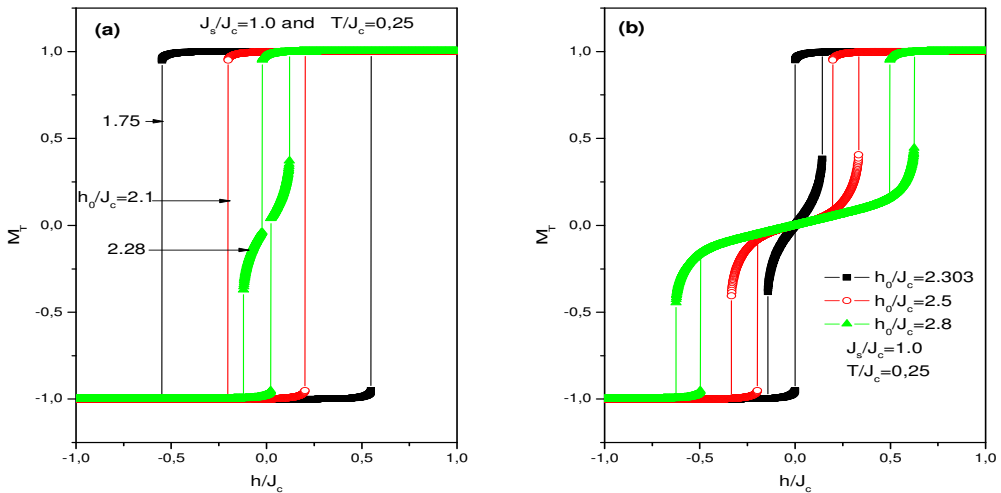 (a)
J_s/J_c=1.0 and T/J_c=0,25
1,0
0,5
0,0
-0,5
-1,0
M_T
1.75
h_0/J_c=2.1
2.28
-1,0
-0,5
0,0
0,5
1,0
h/J_c
(b)
1,0
0,5
0,0
-0,5
-1,0
M_T
h_0/J_c=2.303
h_0/J_c=2.5
h_0/J_c=2.8
J_s/J_c=1.0
T/J_c=0,25
-1,0
-0,5
0,0
0,5
1,0
h/J_c